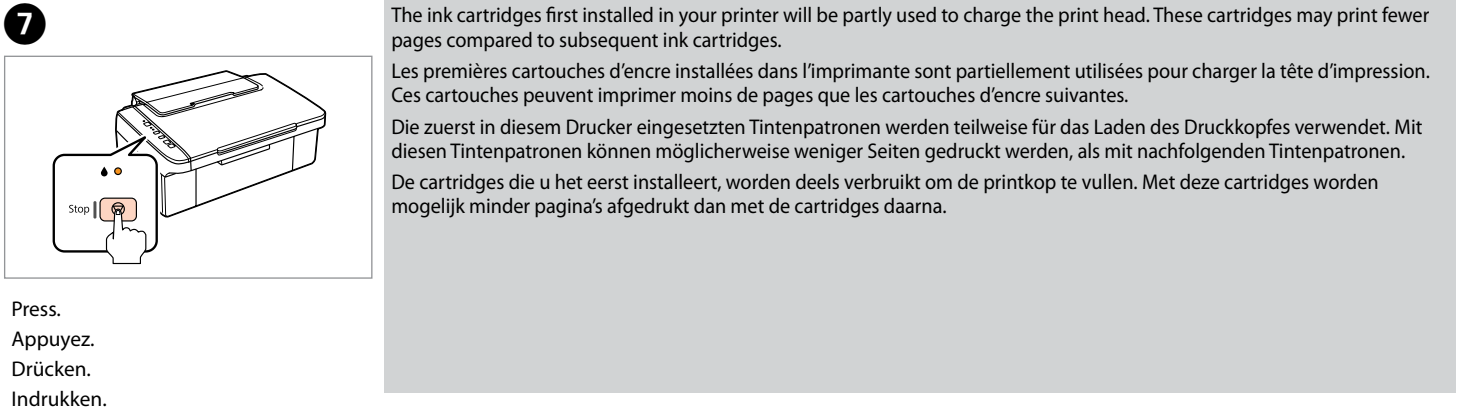 7
Stop
Press.
Appuyez.
Drücken.
Indrukken.
The ink cartridges first installed in your printer will be partly used to charge the print head. These cartridges may print fewer
pages compared to subsequent ink cartridges.
Les premières cartouches d’encre installées dans l’imprimante sont partiellement utilisées pour charger la tête d’impression.
Ces cartouches peuvent imprimer moins de pages que les cartouches d’encre suivantes.
Die zuerst in diesem Drucker eingesetzten Tintenpatronen werden teilweise für das Laden des Druckkopfes verwendet. Mit
diesen Tintenpatronen können möglicherweise weniger Seiten gedruckt werden, als mit nachfolgenden Tintenpatronen.
De cartridges die u het eerst installeert, worden deels verbruikt om de printkop te vullen. Met deze cartridges worden
mogelijk minder pagina’s afgedrukt dan met de cartridges daarna.